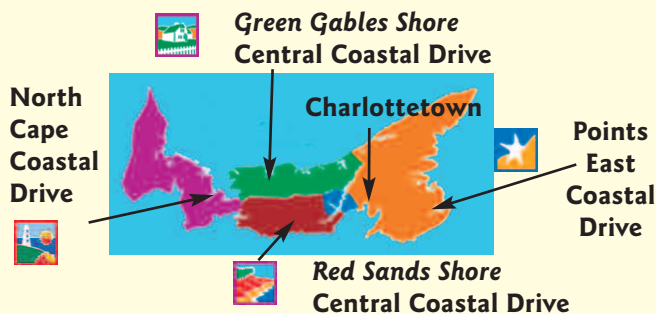 Green Gables Shore
Central Coastal Drive
North
Cape
Coastal
Drive
Charlottetown
Points
East
Coastal
Drive
Red Sands Shore
Central Coastal Drive